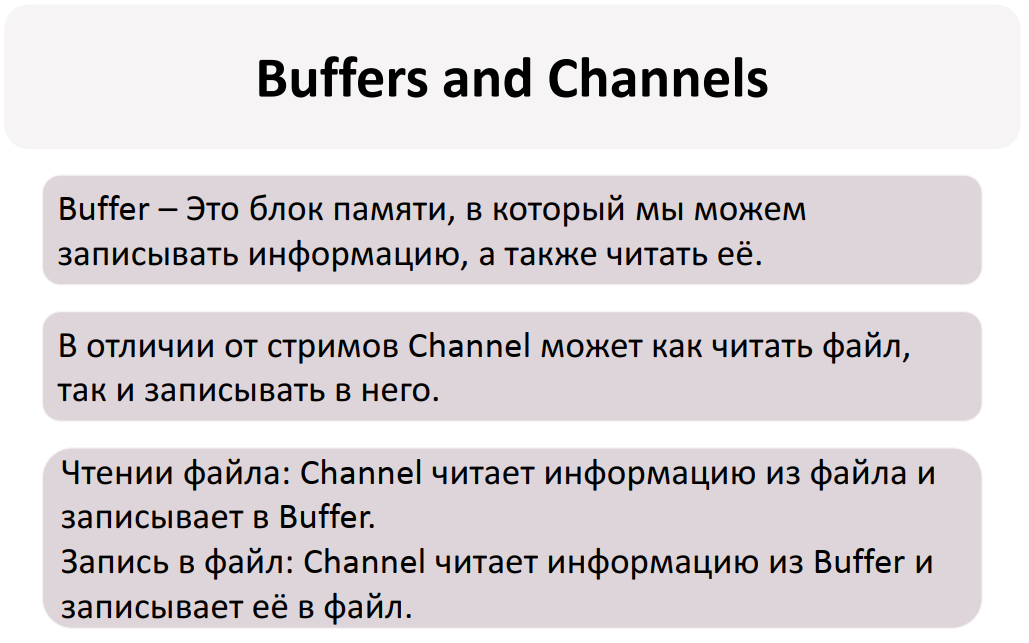 Buffers and Channels
Buffer – Это блок памяти, в который мы можем
записывать информацию, а также читать её.
В отличии от стримов Channel может как читать файл,
так и записывать в него.
Чтении файла: Channel читает информацию из файла и
записывает в Buffer.
Запись в файл: Channel читает информацию из Buffer и
записывает её в файл.